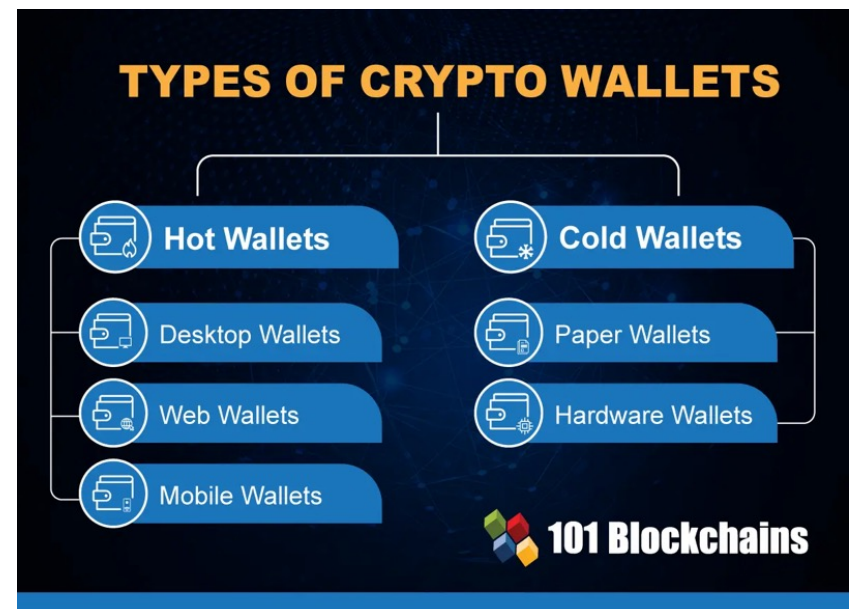 TYPES OF CRYPTO WALLETS
Hot Wallets
Desktop Wallets
Web Wallets
Mobile Wallets
Cold Wallets
Paper Wallets
Hardware Wallets
101 Blockchains